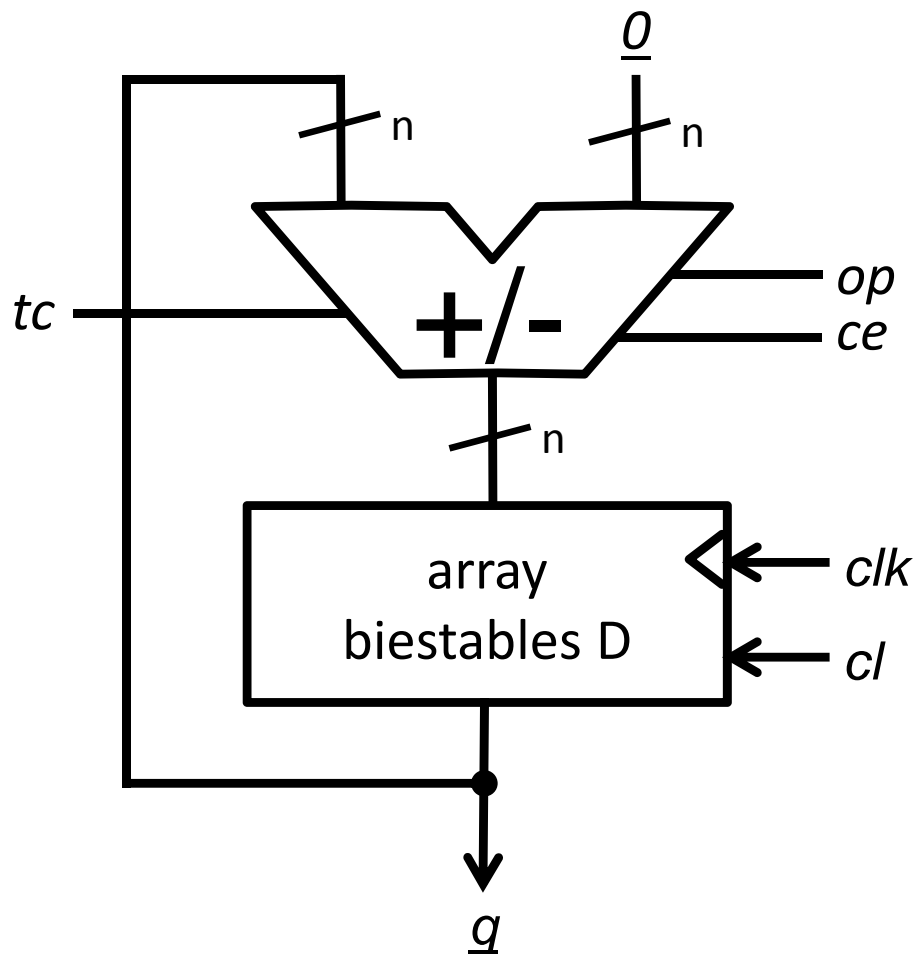 0
n
n
op
tc
+/-
ce
n
array
biestables D
clk
cl
q